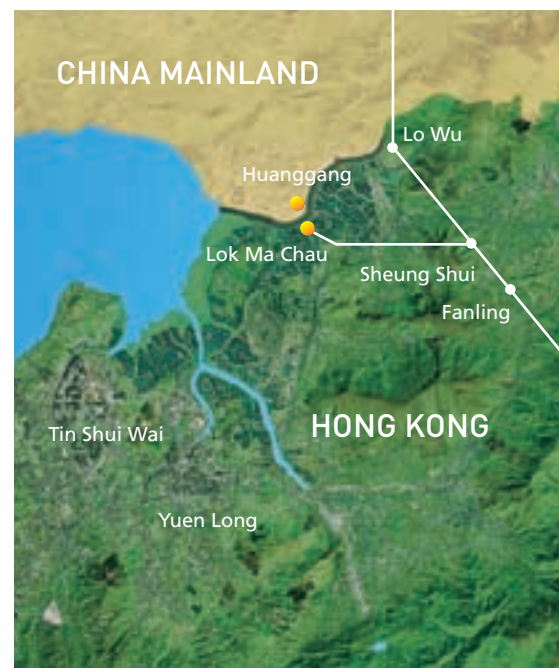 CHINA MAINLAND
Lo Wu
Huanggang
Lok Ma Chau
Sheung Shui
Fanling
HONG KONG
Tin Shui Wai
Yuen Long